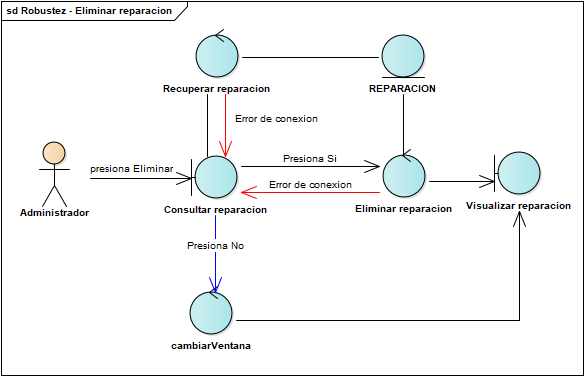 sd Robustez - Eliminar reparacion
Recuperar reparacion
REPARACION
Error de conexion
presiona Eliminar
Presiona Si
Error de conexion
Administrador
Consultar reparacion
Eliminar reparacion
Visualizar reparacion
Presiona No
cambiarVentana